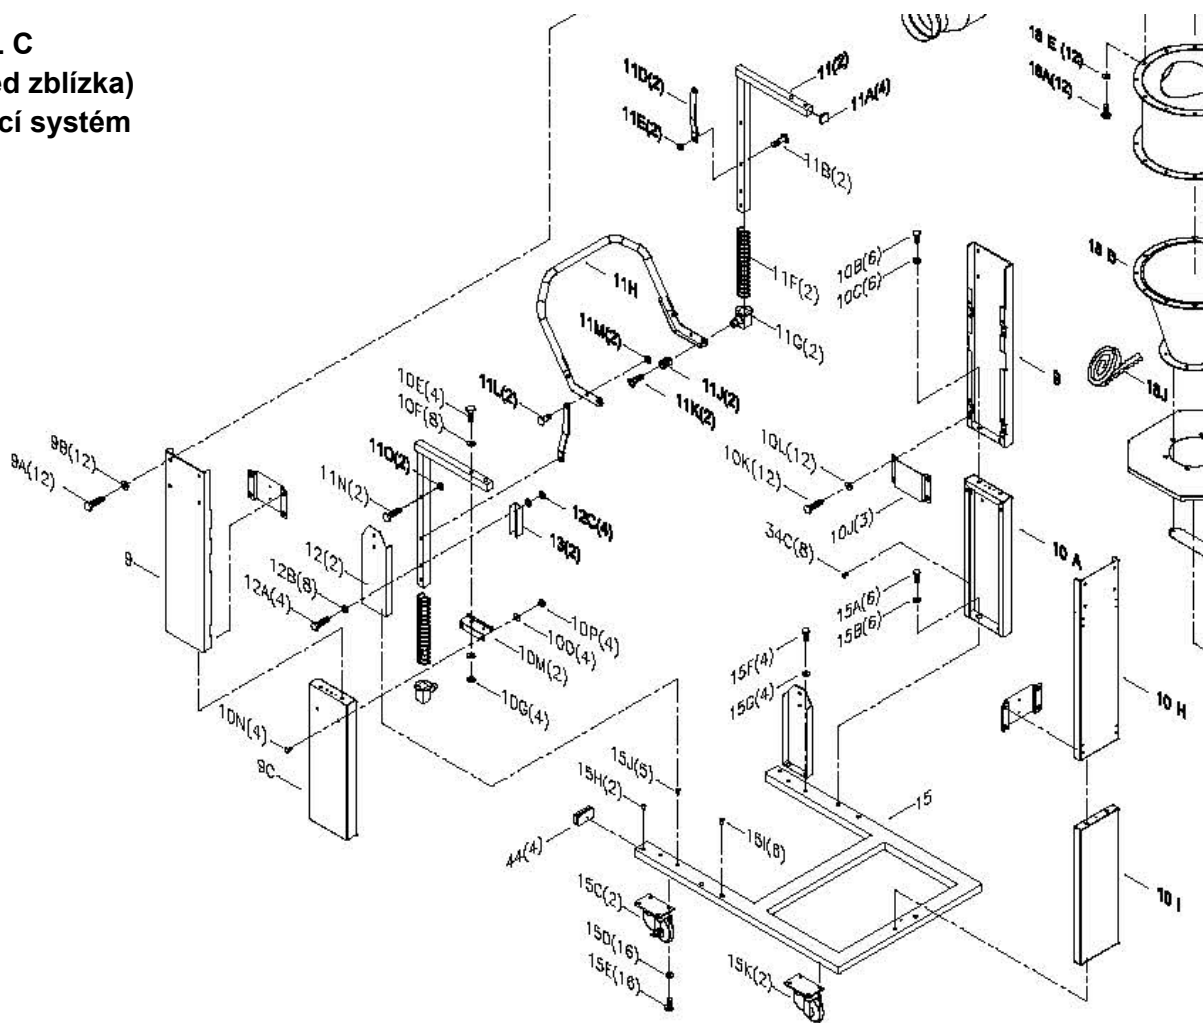 . C
ed zblízka)
cí systém
11D(2)
11(2)
11A(4)
11E(2)
11B(2)
18 E (12)
18A(12)
11H
11F(2)
10B(6)
10C(6)
18 D
11M(2)
11G(2)
9
18J
10E(4)
11L(2)
11J(2)
11K(2)
10F(8)
9B(12)
9A(12)
11O(2)
11N(2)
10L(12)
10K(12)
12C(4)
10J(3)
9
12(2)
13(2)
34C(8)
10 A
12B(8)
12A(4)
15A(6)
15B(6)
10P(4)
10O(4)
10M(2)
15F(4)
15G(4)
10G(4)
10 H
10N(4)
9C
15J(5)
15H(2)
15
44(4)
15I(8)
15C(2)
10 I
15D(16)
15E(16)
15K(2)